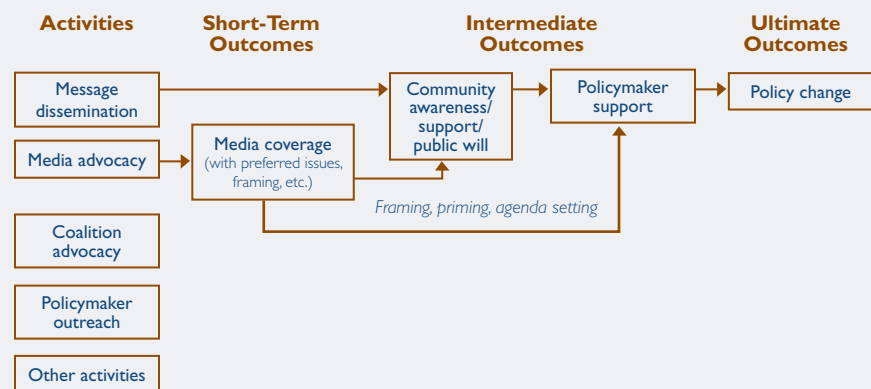 Activities
Short-Term
Outcomes
Intermediate
Outcomes
Ultimate
Outcomes
Message
dissemination
Community
awareness/
support/
public will
Policymaker
support
Policy change
Media advocacy
Media coverage
(with preferred issues,
framing, etc.)
Framing, priming, agenda setting
Coalition
advocacy
Policymaker
outreach
Other activities